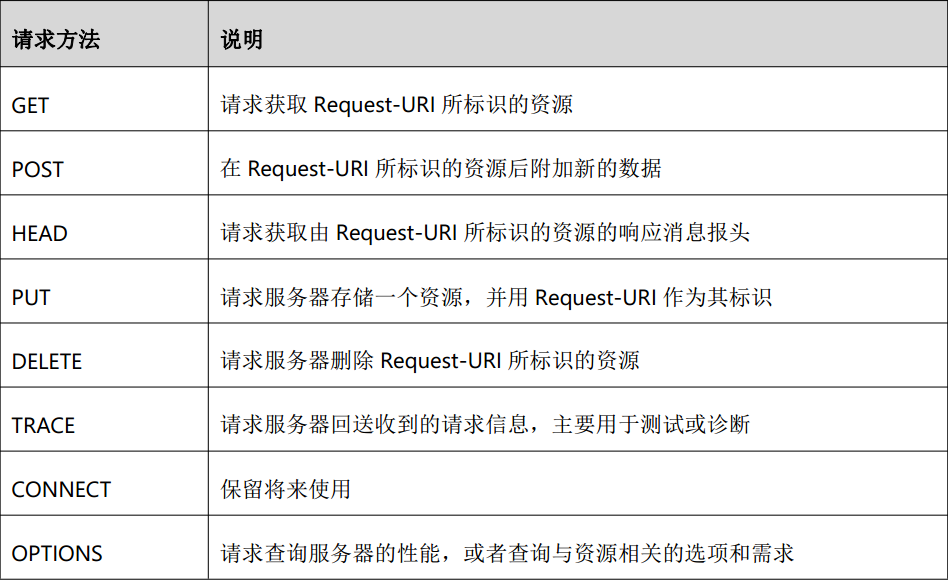 请求方法 说明
GET 请求获取 Request-URI 所标识的资源
POST 在 Request-URI 所标识的资源后附加新的数据
HEAD 请求获取由 Request-URI 所标识的资源的响应消息报头
PUT 请求服务器存储一个资源，并用 Request-URI 作为其标识
DELETE 请求服务器删除 Request-URI 所标识的资源
TRACE 请求服务器回送收到的请求信息，主要用于测试或诊断
CONNECT 保留将来使用
OPTIONS 请求查询服务器的性能，或者查询与资源相关的选项和需求